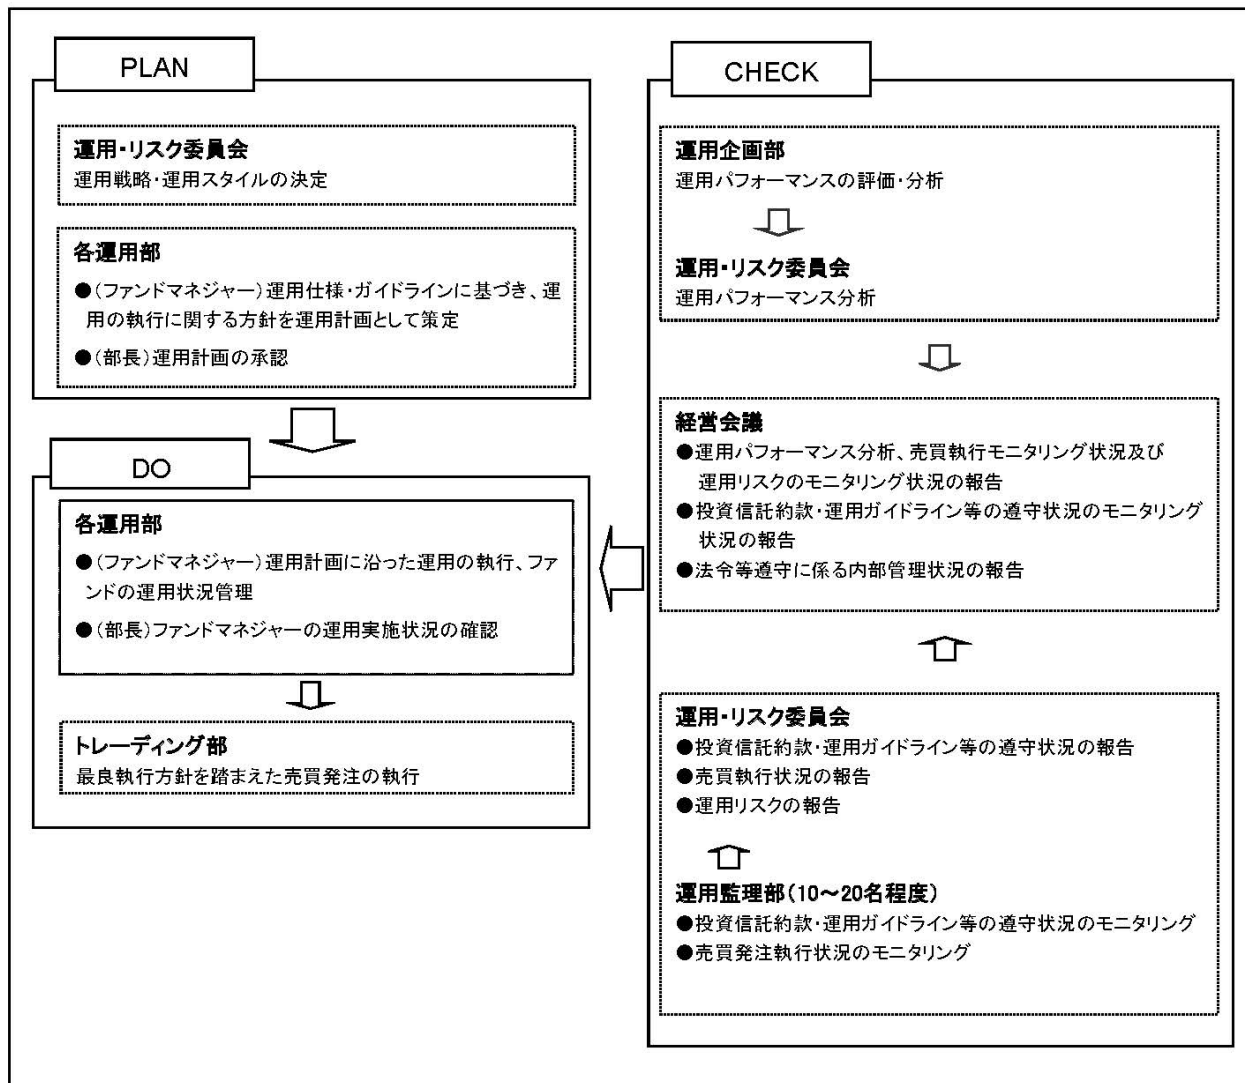 PLAN
運用・リスク委員会
運用戦略・運用スタイルの決定
各運用部
●(ファンドマネジャー)運用仕様・ガイドラインに基づき、運
用の執行に関する方針を運用計画として策定
●(部長)運用計画の承認
DO
各運用部
●(ファンドマネジャー)運用計画に沿った運用の執行、ファ
ンドの運用状況管理
●(部長)ファンドマネジャーの運用実施状況の確認
トレーディング部
最良執行方針を踏まえた売買発注の執行
CHECK
運用企画部
運用パフォーマンスの評価・分析
運用・リスク委員会
運用パフォーマンス分析
経営会議
●運用パフォーマンス分析、売買執行モニタリング状況及び
運用リスクのモニタリング状況の報告
●投資信託約款・運用ガイドライン等の遵守状況のモニタリング
状況の報告
●法令等遵守に係る内部管理状況の報告
運用・リスク委員会
●投資信託約款・運用ガイドライン等の遵守状況の報告
●売買執行状況の報告
●運用リスクの報告
運用監理部(10～20名程度)
●投資信託約款・運用ガイドライン等の遵守状況のモニタリング
●売買発注執行状況のモニタリング